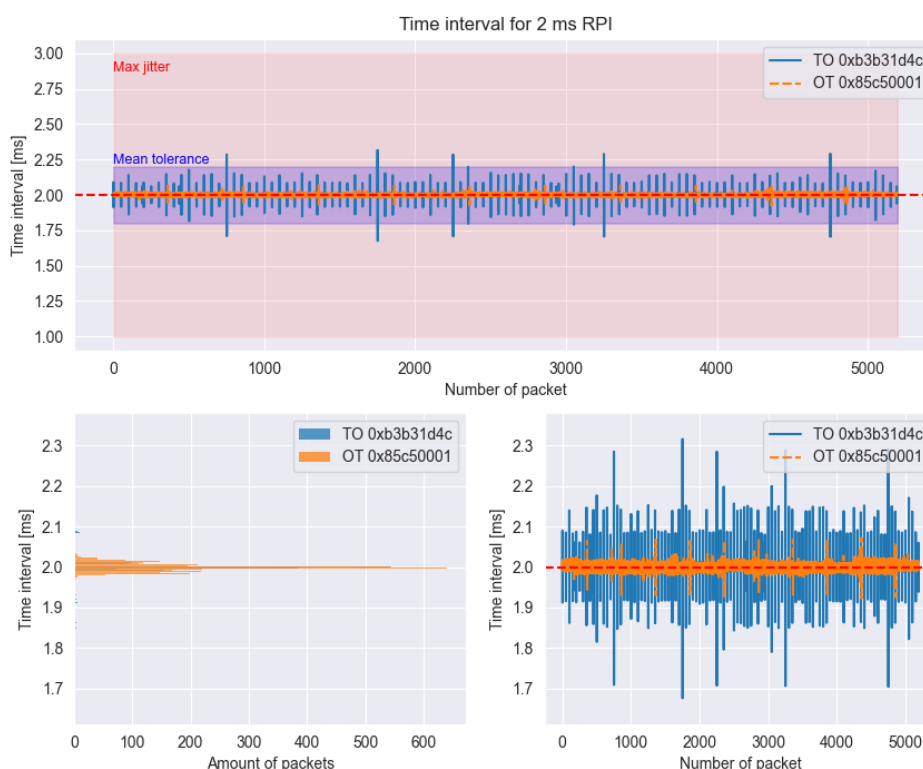 Time interval for 2 ms RPI
Time interval [ms]
3.00
2.75
2.50
2.25
2.00
1.75
1.50
1.25
1.00
Max jitter
Mean tolerance
TO 0xb3b31d4c
OT 0x85c50001
0 1000 2000 3000 4000 5000
Number of packet
Time interval [ms]
2.3
2.2
2.1
2.0
1.9
1.8
1.7
TO 0xb3b31d4c
OT 0x85c50001
0 100 200 300 400 500 600
Amount of packets
Time interval [ms]
2.3
2.2
2.1
2.0
1.9
1.8
1.7
TO 0xb3b31d4c
OT 0x85c50001
0 1000 2000 3000 4000 5000
Number of packet